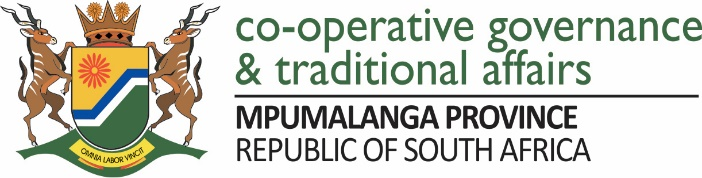 co-operative governance
& traditional affairs
MPUMALANGA PROVINCE
REPUBLIC OF SOUTH AFRICA
OMNIA LABOR VINCIT